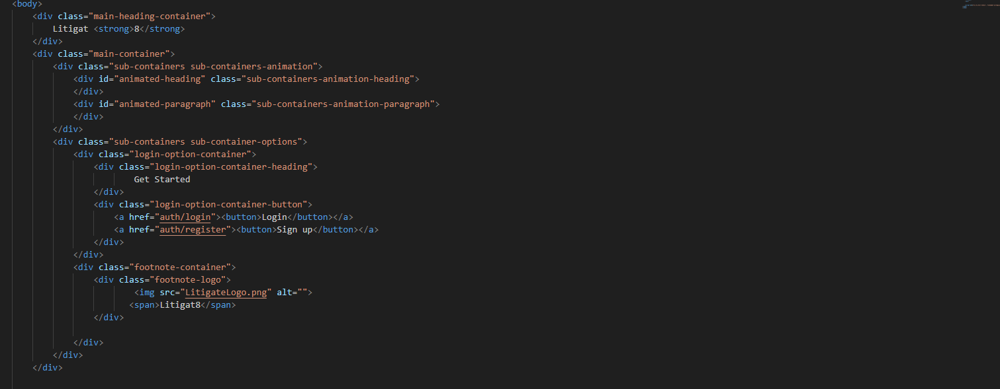 <body>
<div class="main-heading-container">
Litigat <strong>8</strong>
</div>
<div class="main-container">
<div class="sub-containers sub-containers-animation">
<div id="animated-heading" class="sub-containers-animation-heading">
</div>
<div id="animated-paragraph" class="sub-containers-animation-paragraph">
</div>
</div>
<div class="sub-containers sub-container-options">
<div class="login-option-container">
<div class="login-option-container-heading">
Get Started
</div>
<div class="login-option-container-button">
<a href="auth/login"><button>Login</button></a>
<a href="auth/register"><button>Sign up</button></a>
</div>
</div>
<div class="footnote-container">
<div class="footnote-logo">
<img src="LitigateLogo.png" alt="">
<span>Litigat8</span>
</div>
</div>
</div>
</div>